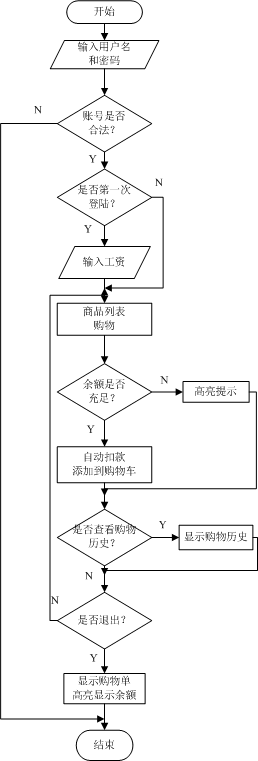 开始
输入用户名
和密码
N
账号是否
合法?
Y
是否第一次
登陆?
N
Y
输入工资
商品列表
购物
余额是否
充足?
N
高亮提示
Y
自动扣款
添加到购物车
是否查看购物
历史?
Y
显示购物历史
N
N
是否退出?
Y
显示购物单
高亮显示余额
结束